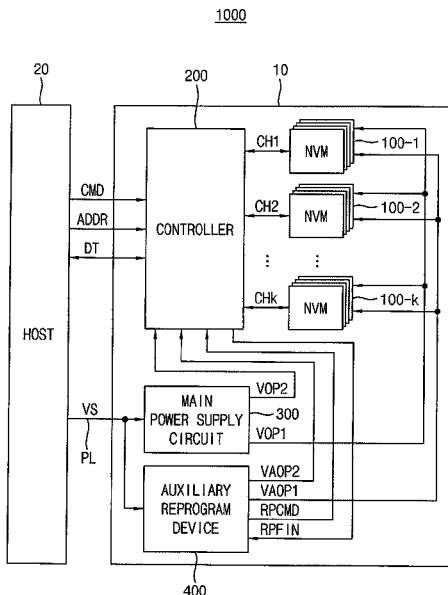 1000
20
10
200
CH1
NVM
100-1
CMD
CH2
NVM
100-2
ADDR
CONTROLLER
DT
⋮ ⋮
CHk
NVM
100-k
HOST
VOP2
VS
MAIN
POWER SUPPLY
CIRCUIT
300
VOP1
PL
VAOP2
AUXILIARY
REPROGRAM
DEVICE
VAOP1
RPCMD
RPFIN
400